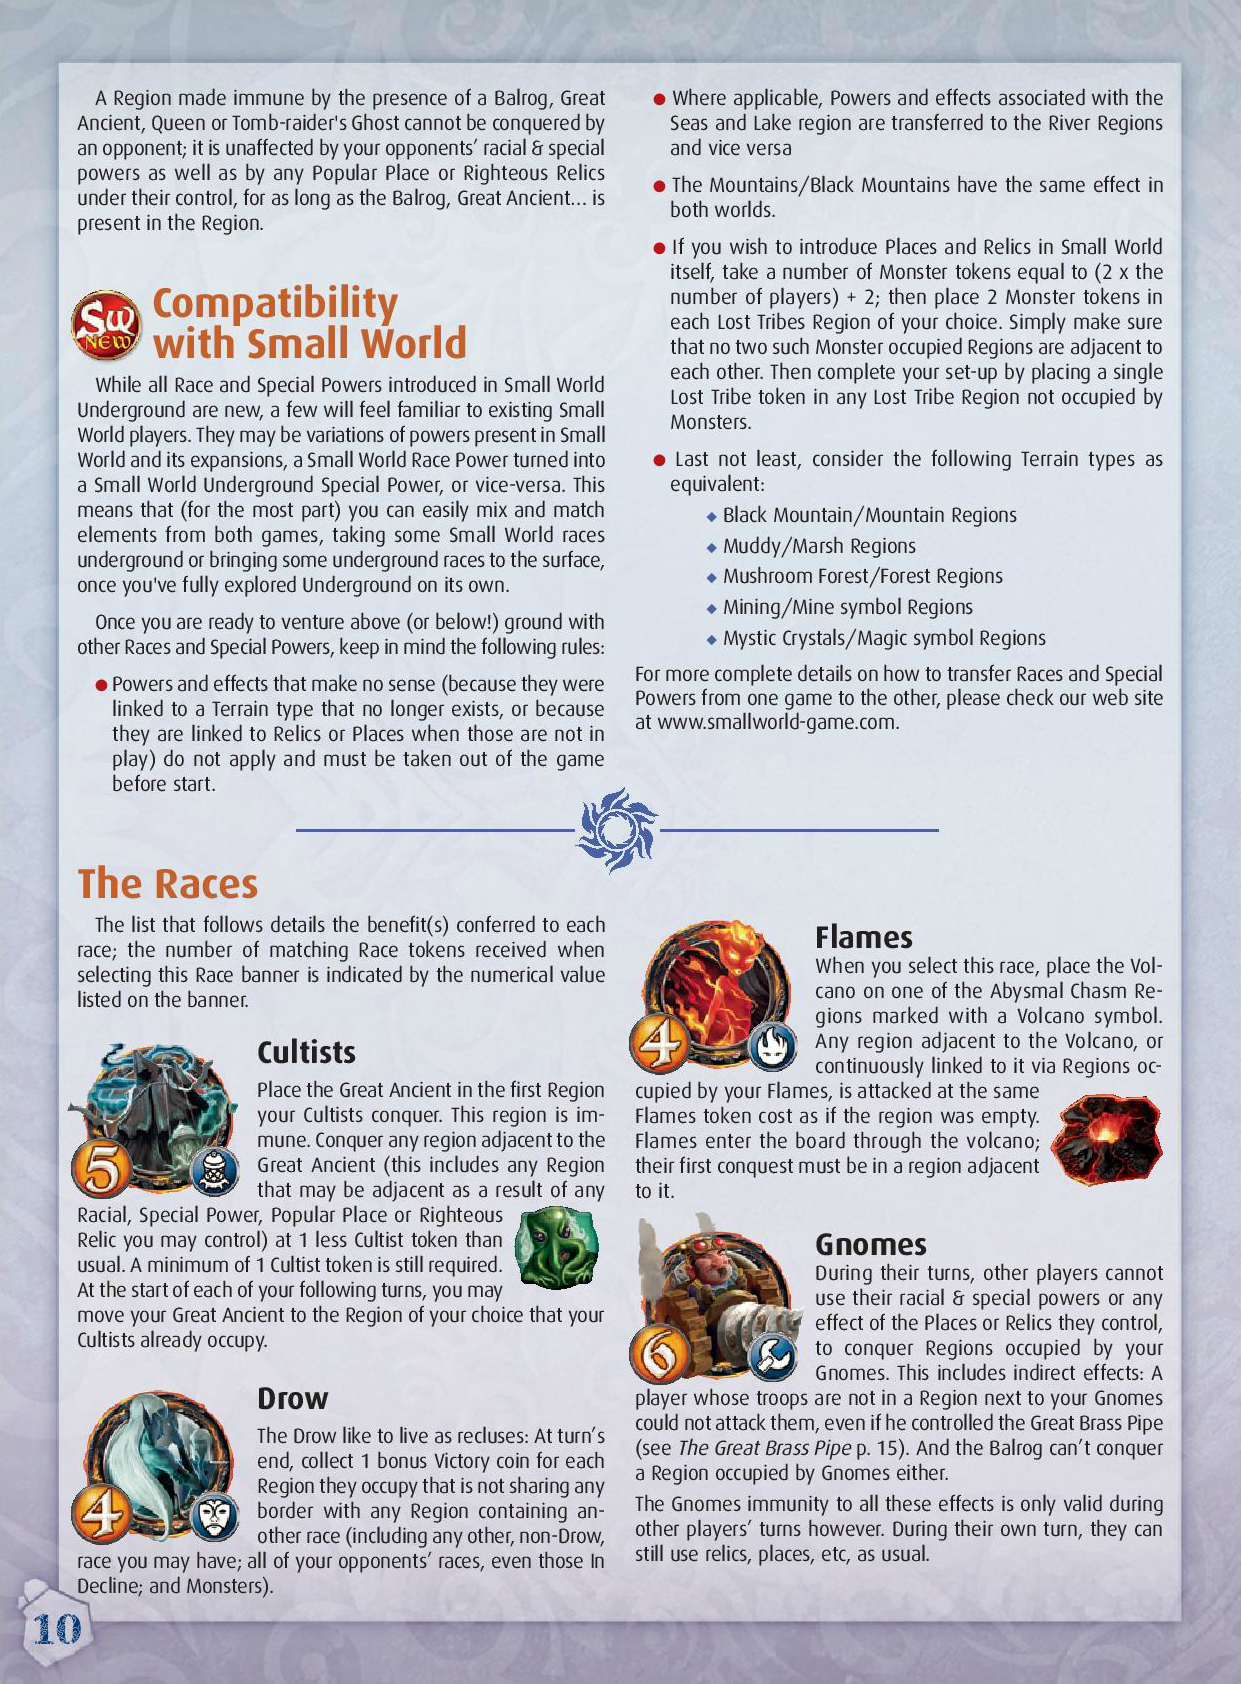 A Region made immune by the presence of a Balrog, Great
Ancient, Queen or Tomb-raider's Ghost cannot be conquered by
an opponent; it is unaffected by your opponents’ racial & special
powers as well as by any Popular Place or Righteous Relics
under their control, for as long as the Balrog, Great Ancient... is
present in the Region.
SW
NEW
Compatibility
with Small World
While all Race and Special Powers introduced in Small World
Underground are new, a few will feel familiar to existing Small
World players. They may be variations of powers present in Small
World and its expansions, a Small World Race Power turned into
a Small World Underground Special Power, or vice-versa. This
means that (for the most part) you can easily mix and match
elements from both games, taking some Small World races
underground or bringing some underground races to the surface,
once you've fully explored Underground on its own.
Once you are ready to venture above (or below!) ground with
other Races and Special Powers, keep in mind the following rules:
● Powers and effects that make no sense (because they were
linked to a Terrain type that no longer exists, or because
they are linked to Relics or Places when those are not in
play) do not apply and must be taken out of the game
before start.
● Where applicable, Powers and effects associated with the
Seas and Lake region are transferred to the River Regions
and vice versa
● The Mountains/Black Mountains have the same effect in
both worlds.
● If you wish to introduce Places and Relics in Small World
itself, take a number of Monster tokens equal to (2 x the
number of players) + 2; then place 2 Monster tokens in
each Lost Tribes Region of your choice. Simply make sure
that no two such Monster occupied Regions are adjacent to
each other. Then complete your set-up by placing a single
Lost Tribe token in any Lost Tribe Region not occupied by
Monsters.
● Last not least, consider the following Terrain types as
equivalent:
◆ Black Mountain/Mountain Regions
◆ Muddy/Marsh Regions
◆ Mushroom Forest/Forest Regions
◆ Mining/Mine symbol Regions
◆ Mystic Crystals/Magic symbol Regions
For more complete details on how to transfer Races and Special
Powers from one game to the other, please check our web site
at www.smallworld-game.com.
The Races
The list that follows details the benefit(s) conferred to each
race; the number of matching Race tokens received when
selecting this Race banner is indicated by the numerical value
listed on the banner.
5
Cultists
Place the Great Ancient in the first Region
your Cultists conquer. This region is im-
mune. Conquer any region adjacent to the
Great Ancient (this includes any Region
that may be adjacent as a result of any
Racial, Special Power, Popular Place or Righteous
Relic you may control) at 1 less Cultist token than
usual. A minimum of 1 Cultist token is still required.
At the start of each of your following turns, you may
move your Great Ancient to the Region of your choice that your
Cultists already occupy.
4
Drow
The Drow like to live as recluses: At turn’s
end, collect 1 bonus Victory coin for each
Region they occupy that is not sharing any
border with any Region containing an-
other race (including any other, non-Drow,
race you may have; all of your opponents’ races, even those In
Decline; and Monsters).
4
Flames
When you select this race, place the Vol-
cano on one of the Abysmal Chasm Re-
gions marked with a Volcano symbol.
Any region adjacent to the Volcano, or
continuously linked to it via Regions oc-
cupied by your Flames, is attacked at the same
Flames token cost as if the region was empty.
Flames enter the board through the volcano;
their first conquest must be in a region adjacent
to it.
6
Gnomes
During their turns, other players cannot
use their racial & special powers or any
effect of the Places or Relics they control,
to conquer Regions occupied by your
Gnomes. This includes indirect effects: A
player whose troops are not in a Region next to your Gnomes
could not attack them, even if he controlled the Great Brass Pipe
(see The Great Brass Pipe p. 15). And the Balrog can’t conquer
a Region occupied by Gnomes either.
The Gnomes immunity to all these effects is only valid during
other players’ turns however. During their own turn, they can
still use relics, places, etc, as usual.
10